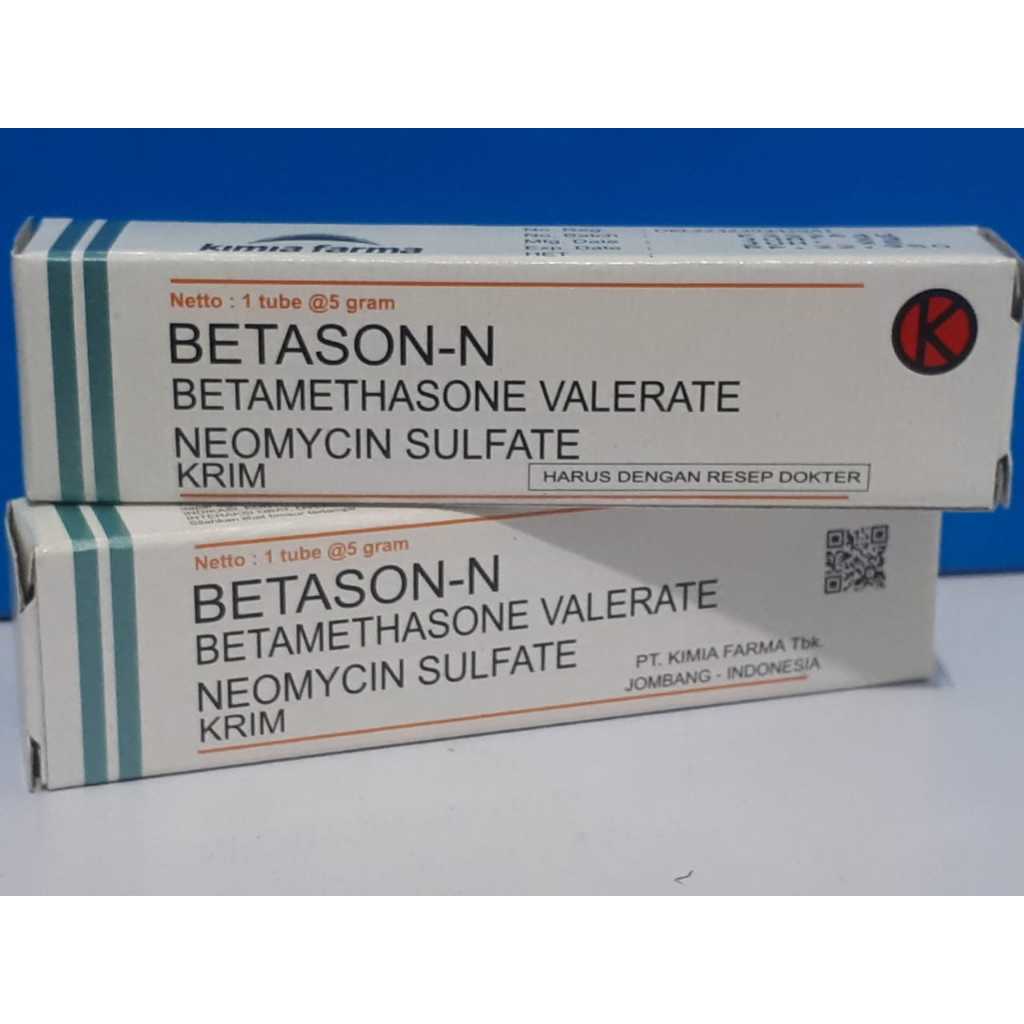 kimia farma
No. Reg. :
No. Batch :
Mfg. Date :
Exp. Date :
HET :
Netto : 1 tube @5 gram
BETASON-N
BETAMETHASONE VALERATE
NEOMYCIN SULFATE
KRIM
HARUS DENGAN RESEP DOKTER
K
Netto : 1 tube @5 gram
BETASON-N
BETAMETHASONE VALERATE
NEOMYCIN SULFATE
KRIM
PT. KIMIA FARMA Tbk.
JOMBANG - INDONESIA